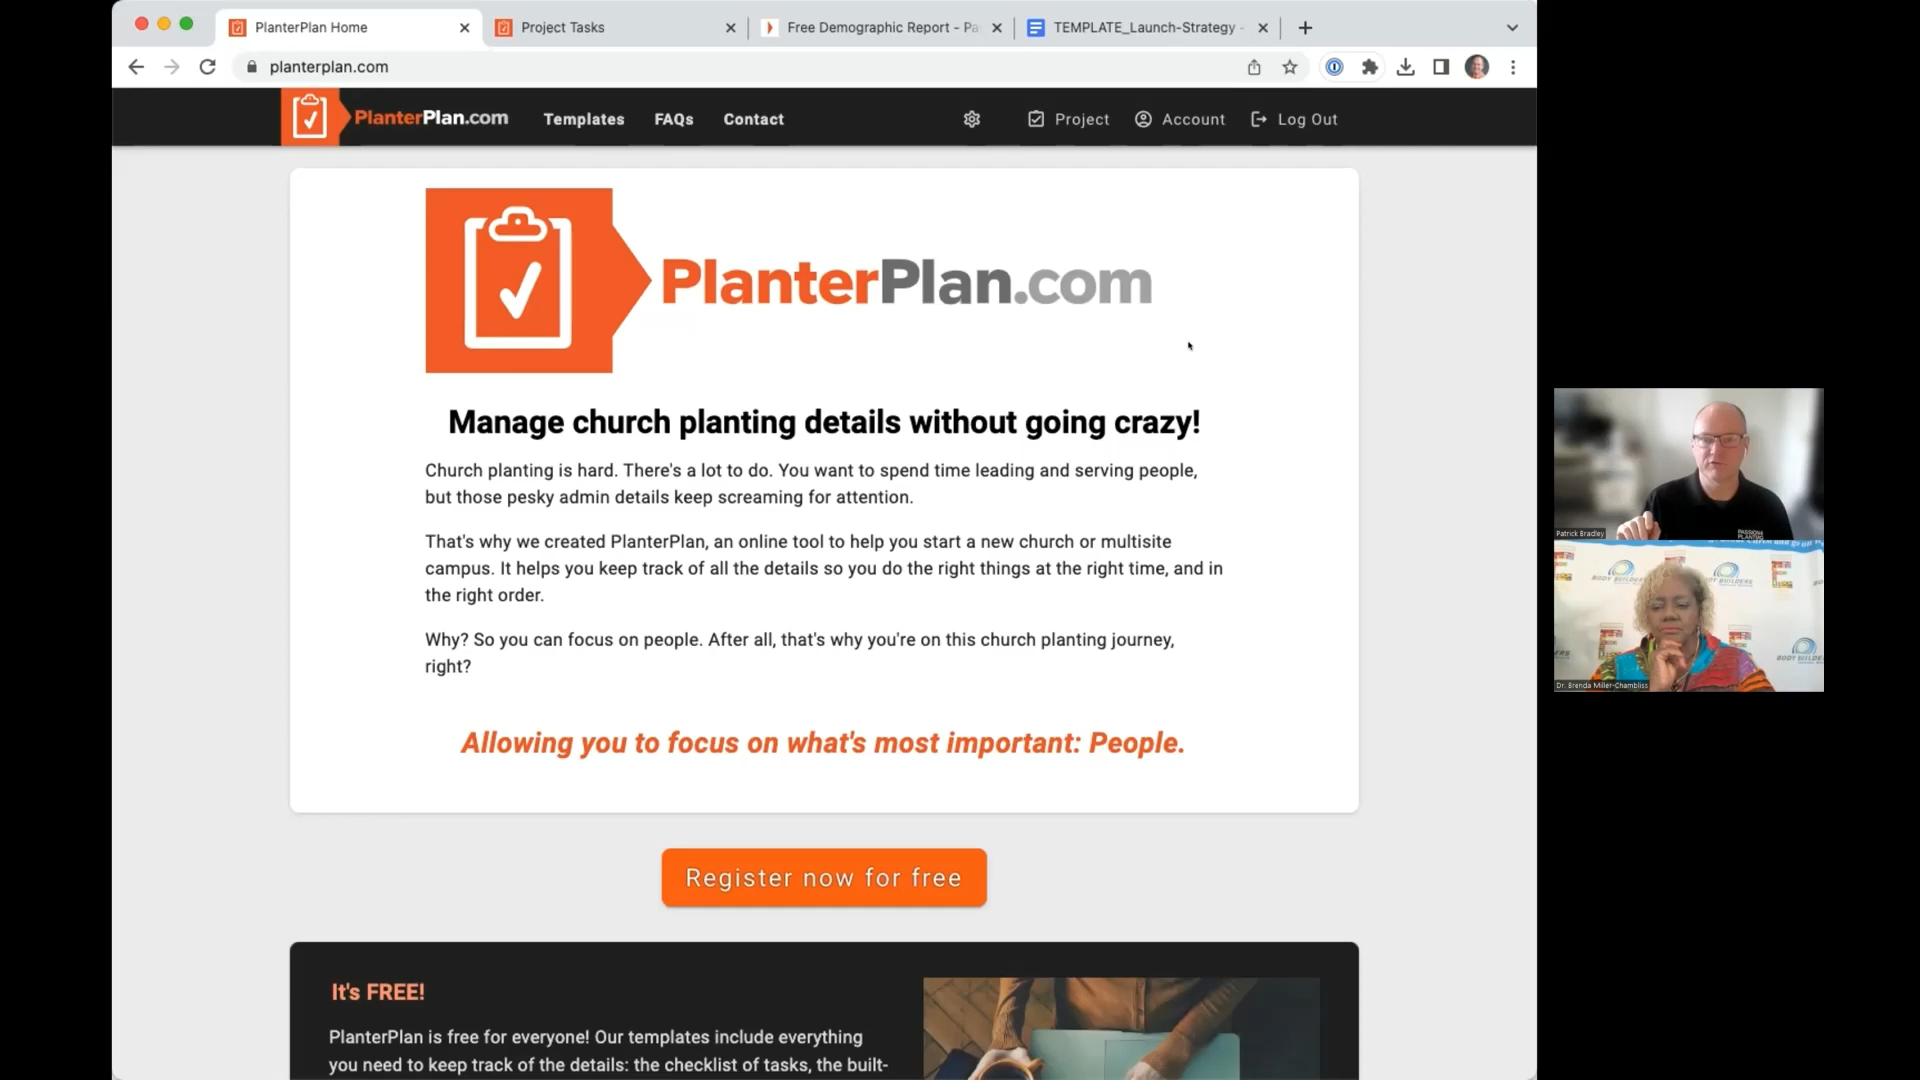 PlanterPlan Home
Project Tasks
Free Demographic Report - Pa
TEMPLATE_Launch-Strategy -
planterplan.com
PlanterPlan.com
Templates
FAQs
Contact
Project
Account
Log Out
PlanterPlan.com
Manage church planting details without going crazy!
Church planting is hard. There's a lot to do. You want to spend time leading and serving people,
but those pesky admin details keep screaming for attention.
That's why we created PlanterPlan, an online tool to help you start a new church or multisite
campus. It helps you keep track of all the details so you do the right things at the right time, and in
the right order.
Why? So you can focus on people. After all, that's why you're on this church planting journey,
right?
Allowing you to focus on what's most important: People.
Register now for free
It's FREE!
PlanterPlan is free for everyone! Our templates include everything
you need to keep track of the details: the checklist of tasks, the built-
PASSION
PLANTING
Patrick Bradley
BODY BUILDERS
BODY BUILDERS
BODY BUILDERS
Dr. Brenda Miller-Chambliss